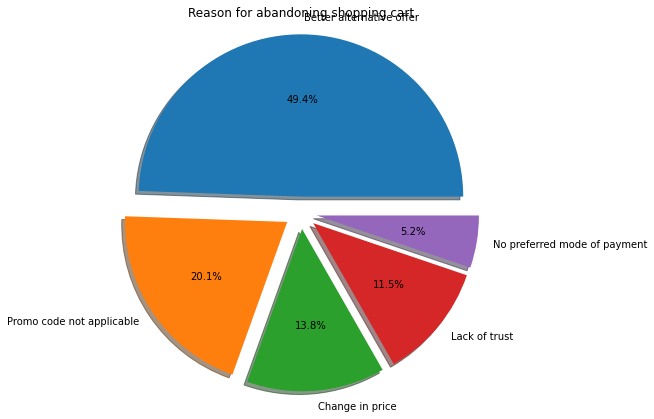 Reason for abandoning shopping cart
Better alternative offer
49.4%
5.2%
No preferred mode of payment
20.1%
11.5%
Promo code not applicable
13.8%
Lack of trust
Change in price